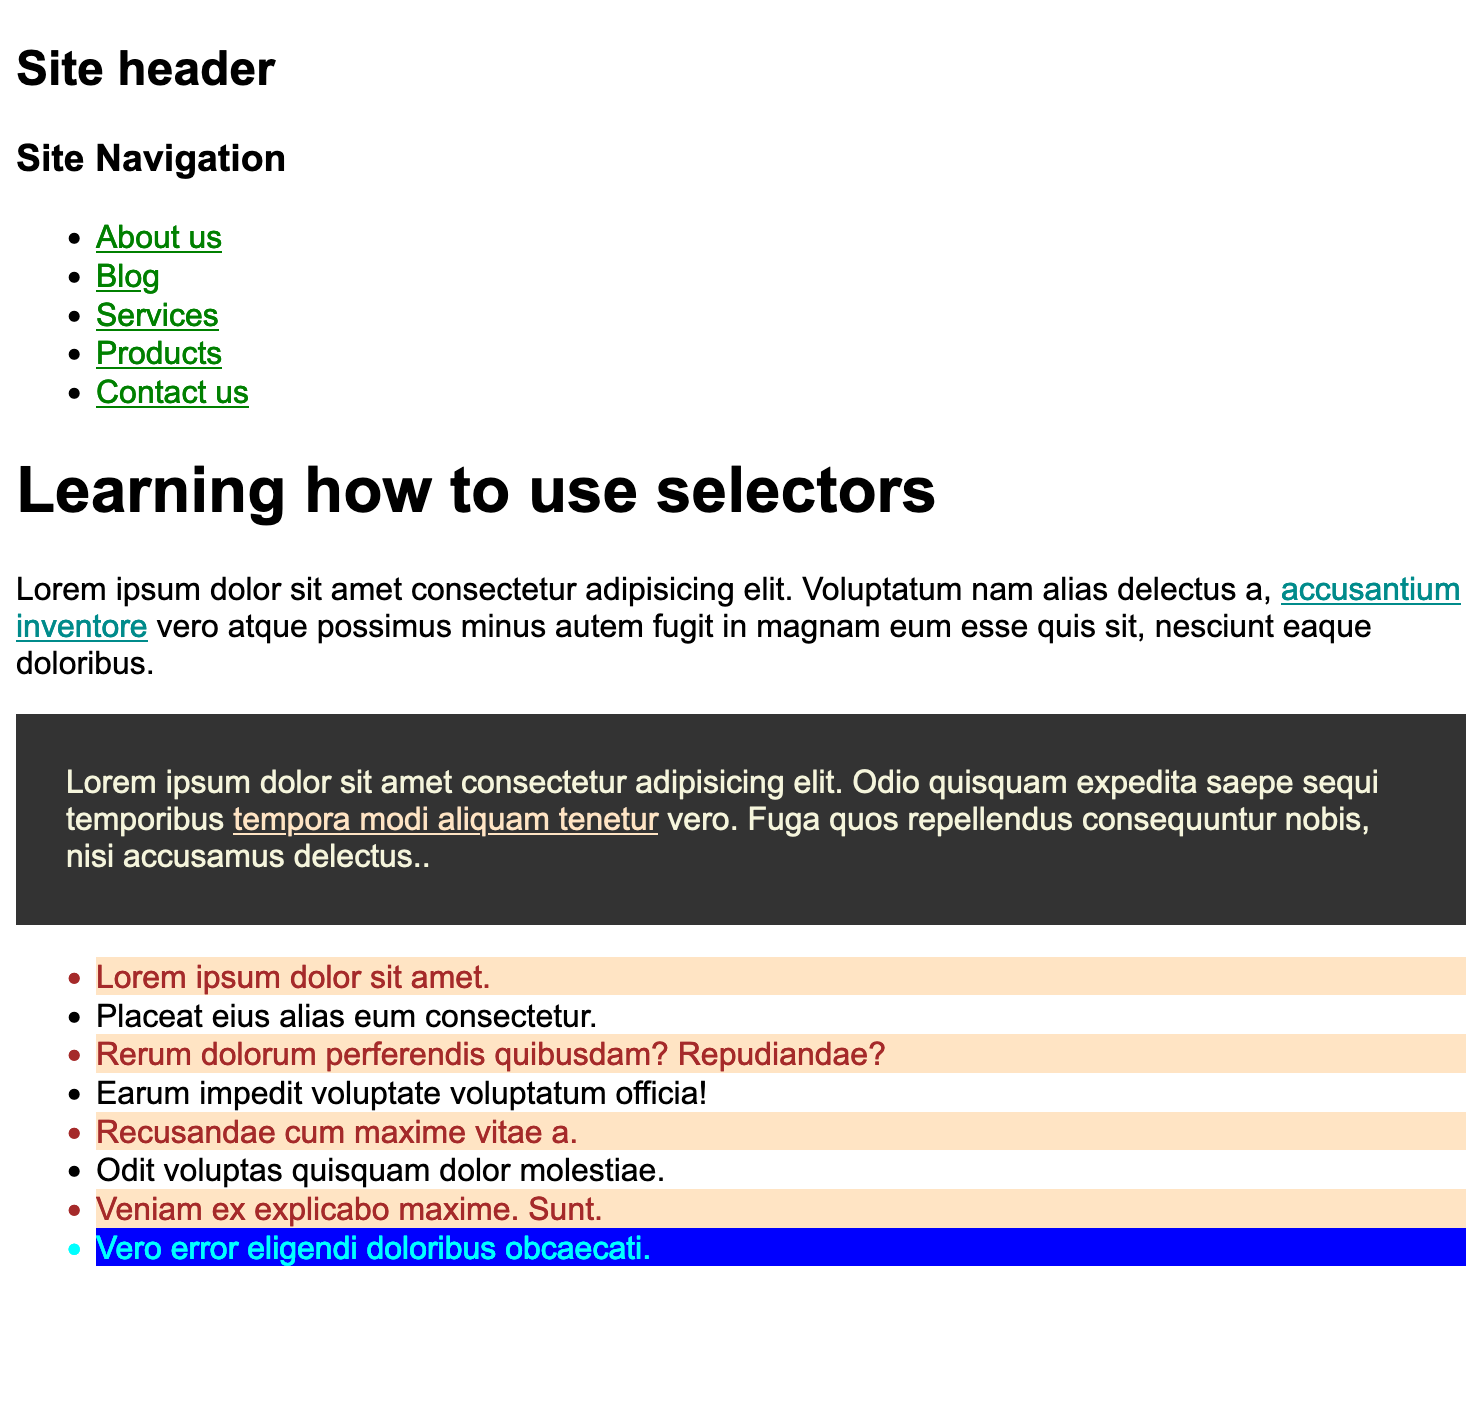 Site header
Site Navigation
About us
Blog
Services
Products
Contact us
Learning how to use selectors
Lorem ipsum dolor sit amet consectetur adipisicing elit. Voluptatum nam alias delectus a, accusantium
inventore vero atque possimus minus autem fugit in magnam eum esse quis sit, nesciunt eaque
doloribus.
Lorem ipsum dolor sit amet consectetur adipisicing elit. Odio quisquam expedita saepe sequi
temporibus tempora modi aliquam tenetur vero. Fuga quos repellendus consequuntur nobis,
nisi accusamus delectus..
Lorem ipsum dolor sit amet.
Placeat eius alias eum consectetur.
Rerum dolorum perferendis quibusdam? Repudiandae?
Earum impedit voluptate voluptatum officia!
Recusandae cum maxime vitae a.
Odit voluptas quisquam dolor molestiae.
Veniam ex explicabo maxime. Sunt.
Vero error eligendi doloribus obcaecati.